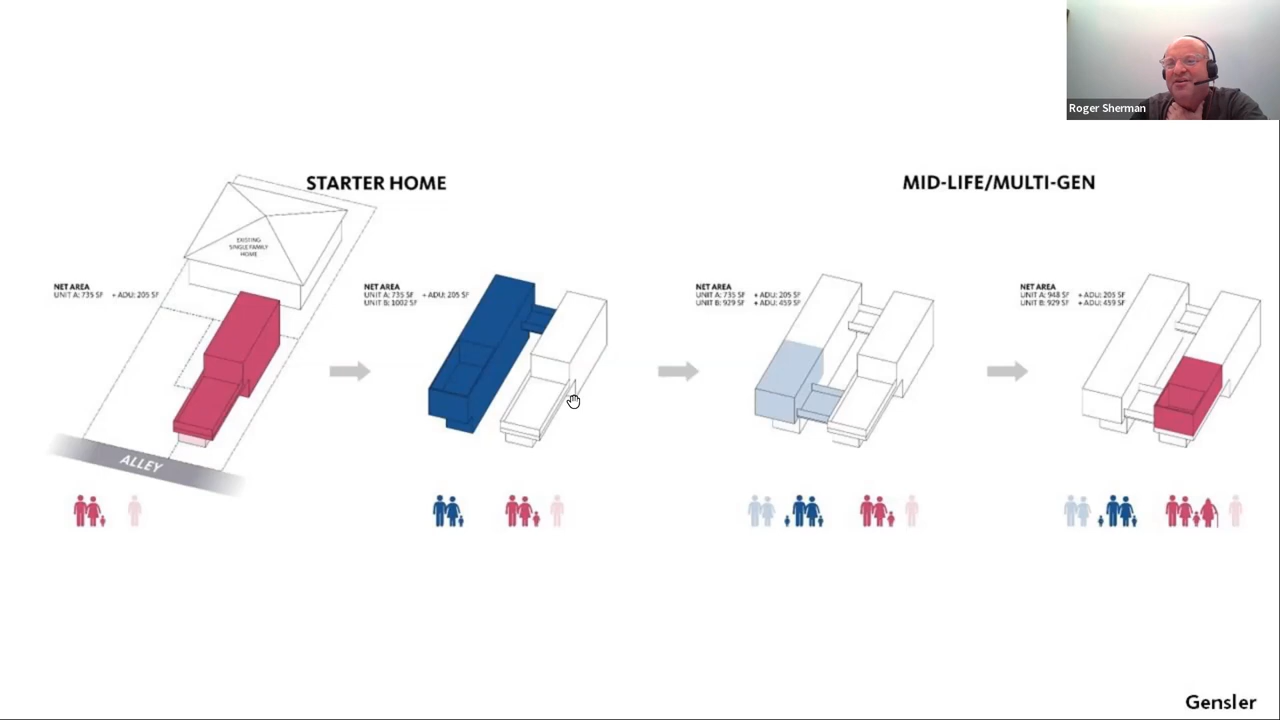 Roger Sherman
STARTER HOME
MID-LIFE/MULTI-GEN
EXISTING
SINGLE FAMILY
HOME
NET AREA
UNIT A: 735 SF + ADU: 205 SF
ALLEY
NET AREA
UNIT A: 735 SF + ADU: 205 SF
UNIT B: 1002 SF
NET AREA
UNIT A: 735 SF + ADU: 205 SF
UNIT B: 929 SF + ADU: 459 SF
NET AREA
UNIT A: 948 SF + ADU: 205 SF
UNIT B: 929 SF + ADU: 459 SF
Gensler